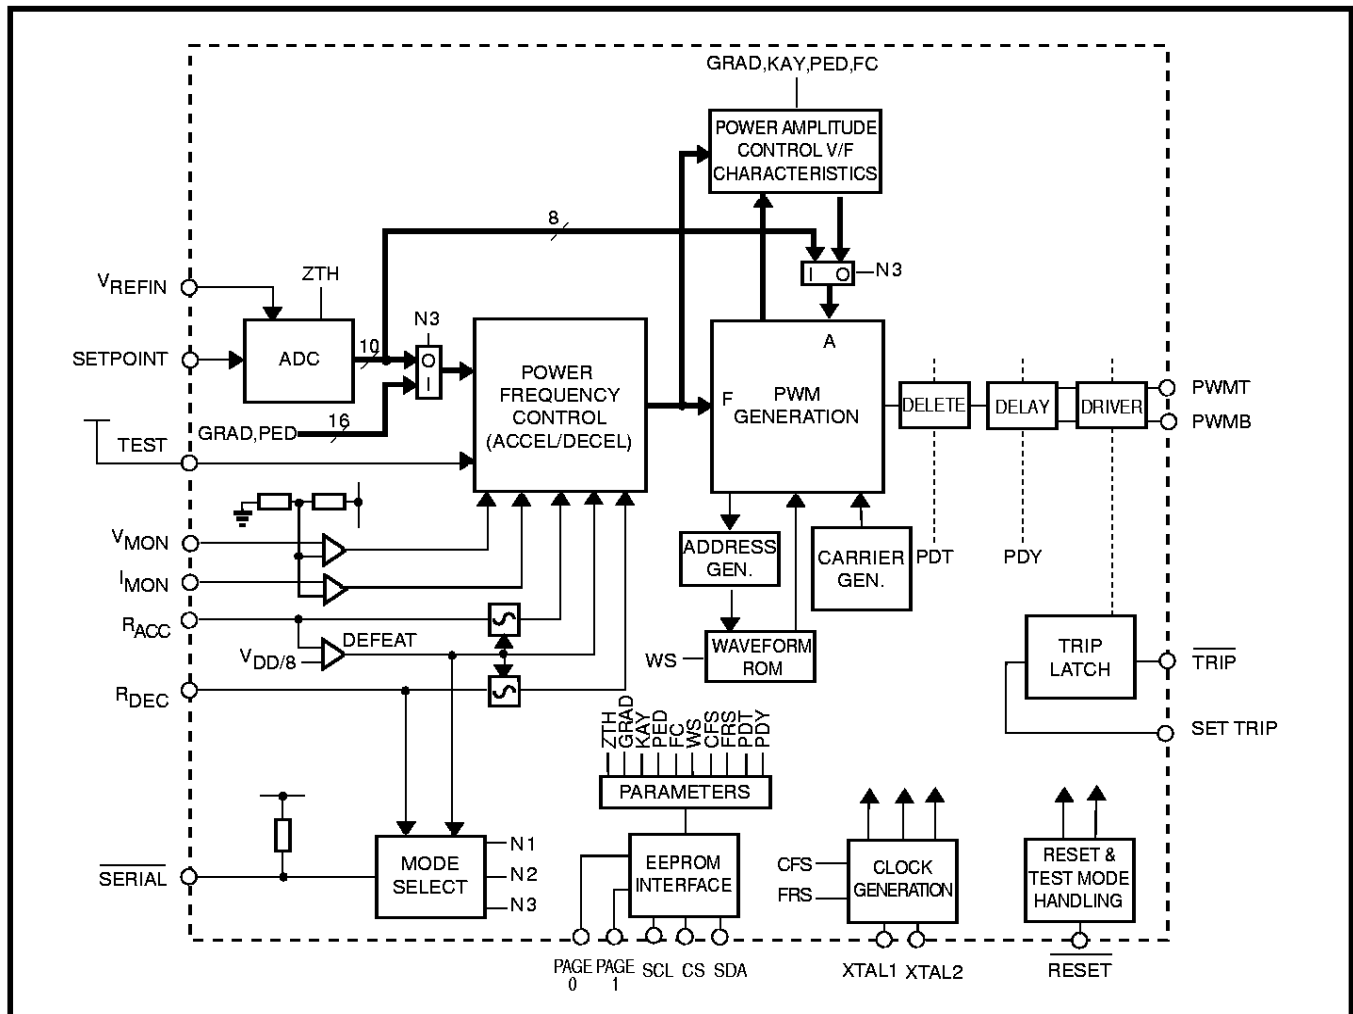 GRAD,KAY,PED,FC
POWER AMPLITUDE
CONTROL V/F
CHARACTERISTICS
8
I O
N3
VREFIN
ZTH
N3
SETPOINT
ADC
10
O
I
POWER
FREQUENCY
CONTROL
(ACCEL/DECEL)
A
F
PWM
GENERATION
DELETE
DELAY
DRIVER
PWMT
PWMB
GRAD,PED
16
TEST
VMON
IMON
RACC
DEFEAT
VDD/8
RDEC
ADDRESS
GEN.
CARRIER
GEN.
PDT
PDY
WS
WAVEFORM
ROM
TRIP
LATCH
TRIP
SET TRIP
ZTH
GRAD
KAY
PED
FC
WS
CFS
FRS
PDT
PDY
PARAMETERS
SERIAL
MODE
SELECT
N1
N2
N3
EEPROM
INTERFACE
CFS
FRS
CLOCK
GENERATION
RESET &
TEST MODE
HANDLING
PAGE
0
PAGE
1
SCL
CS
SDA
XTAL1
XTAL2
RESET